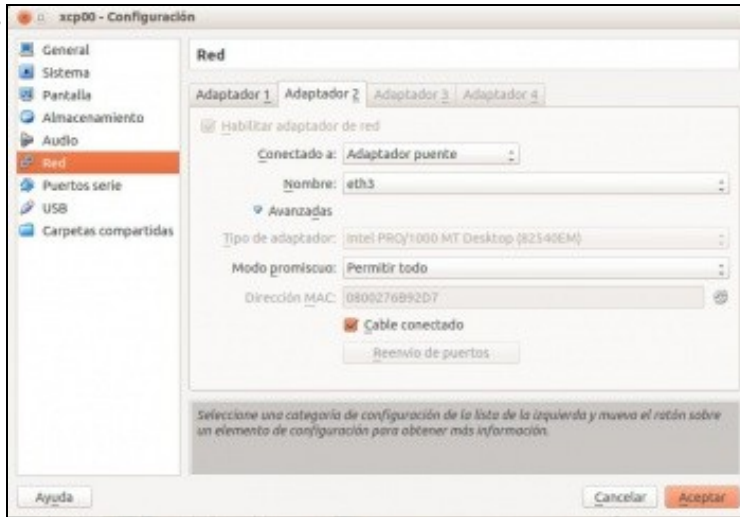 xcp00 - Configuración
General
Sistema
Pantalla
Almacenamiento
Audio
Red
Puertos serie
USB
Carpetas compartidas
Red
Adaptador 1 Adaptador 2 Adaptador 3 Adaptador 4
Habilitar adaptador de red
Conectado a: Adaptador puente
Nombre: eth3
Avanzadas
Tipo de adaptador: Intel PRO/1000 MT Desktop (82540EM)
Modo promiscuo: Permitir todo
Dirección MAC: 0800276B92D7
Cable conectado
Reenvío de puertos
Seleccione una categoría de configuración de la lista de la izquierda y mueva el ratón sobre
un elemento de configuración para obtener más información.
Ayuda Cancelar Aceptar